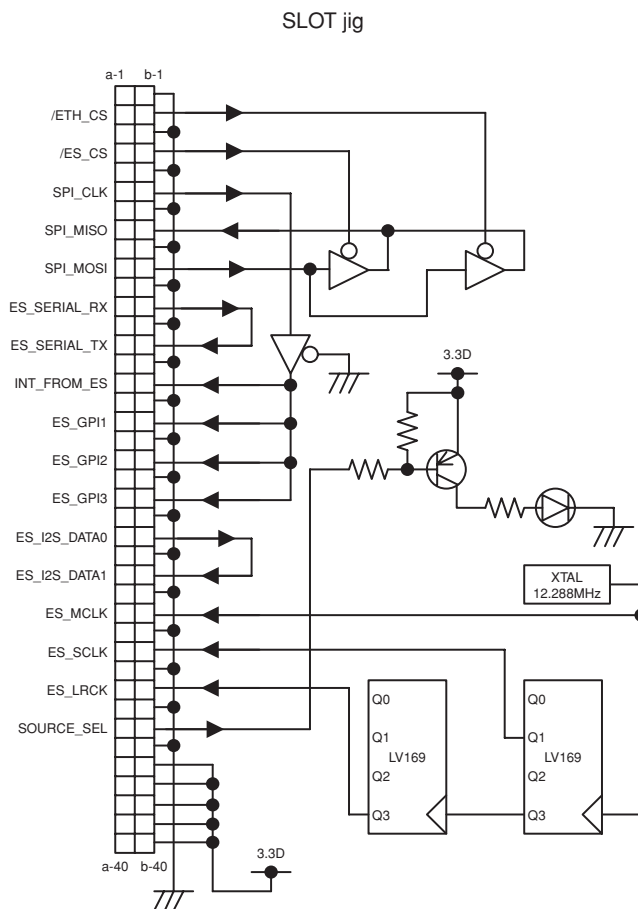 SLOT jig
a-1 b-1
/ETH_CS
/ES_CS
SPI_CLK
SPI_MISO
SPI_MOSI
ES_SERIAL_RX
ES_SERIAL_TX
INT_FROM_ES
3.3D
ES_GPI1
ES_GPI2
ES_GPI3
ES_I2S_DATA0
ES_I2S_DATA1
XTAL
12.288MHz
ES_MCLK
ES_SCLK
ES_LRCK
SOURCE_SEL
Q0
Q1
LV169
Q2
Q3
Q0
Q1
LV169
Q2
Q3
3.3D
a-40 b-40